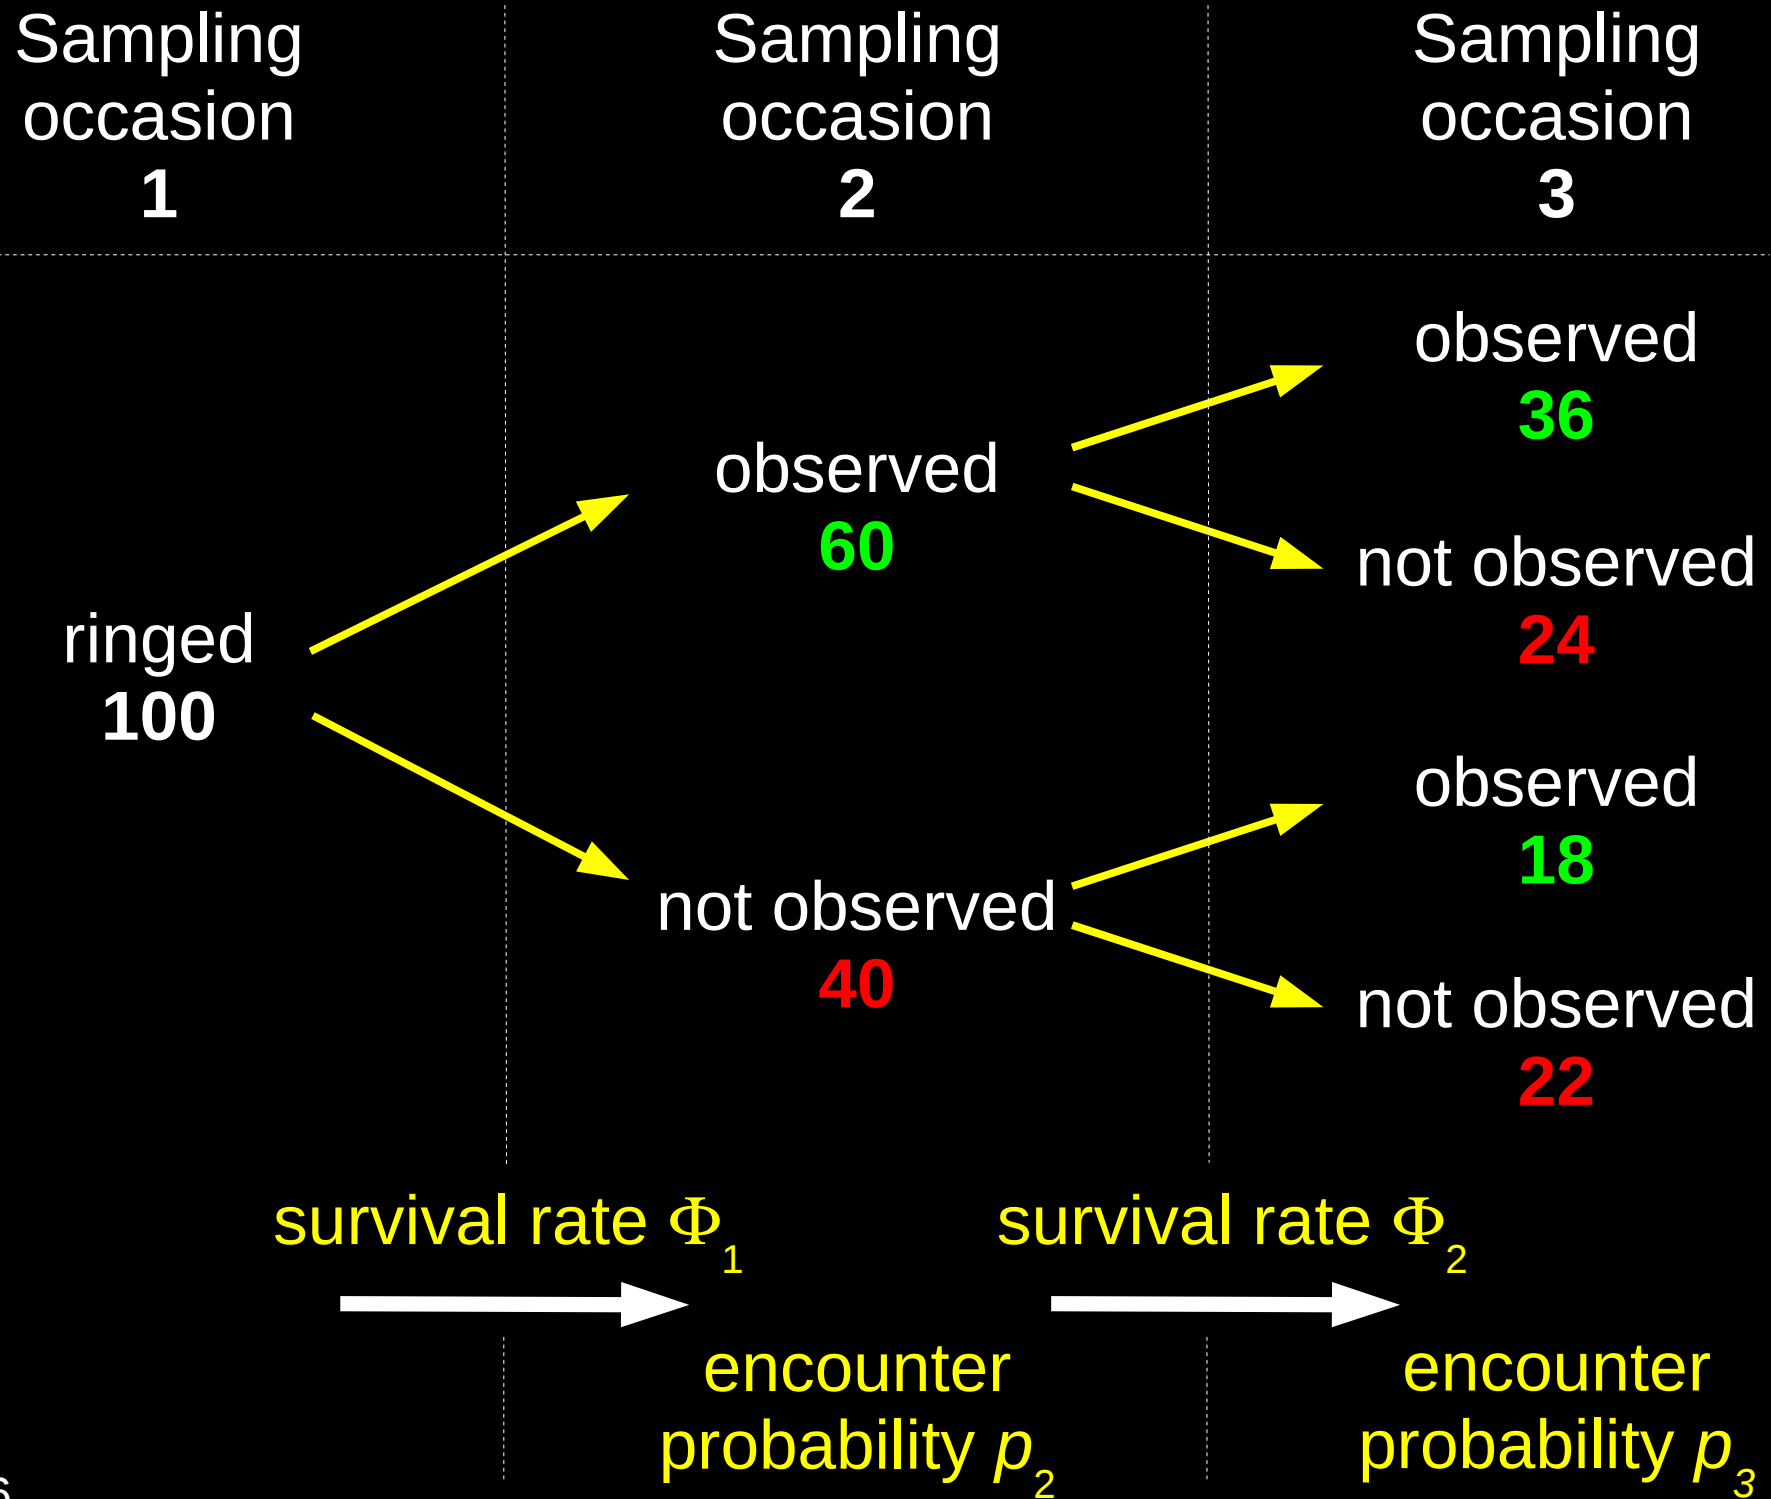 Sampling
occasion
1
Sampling
occasion
2
Sampling
occasion
3
ringed
100
observed
60
not observed
40
observed
36
not observed
24
observed
18
not observed
22
survival rate Φ1
survival rate Φ2
encounter
probability p2
encounter
probability p3